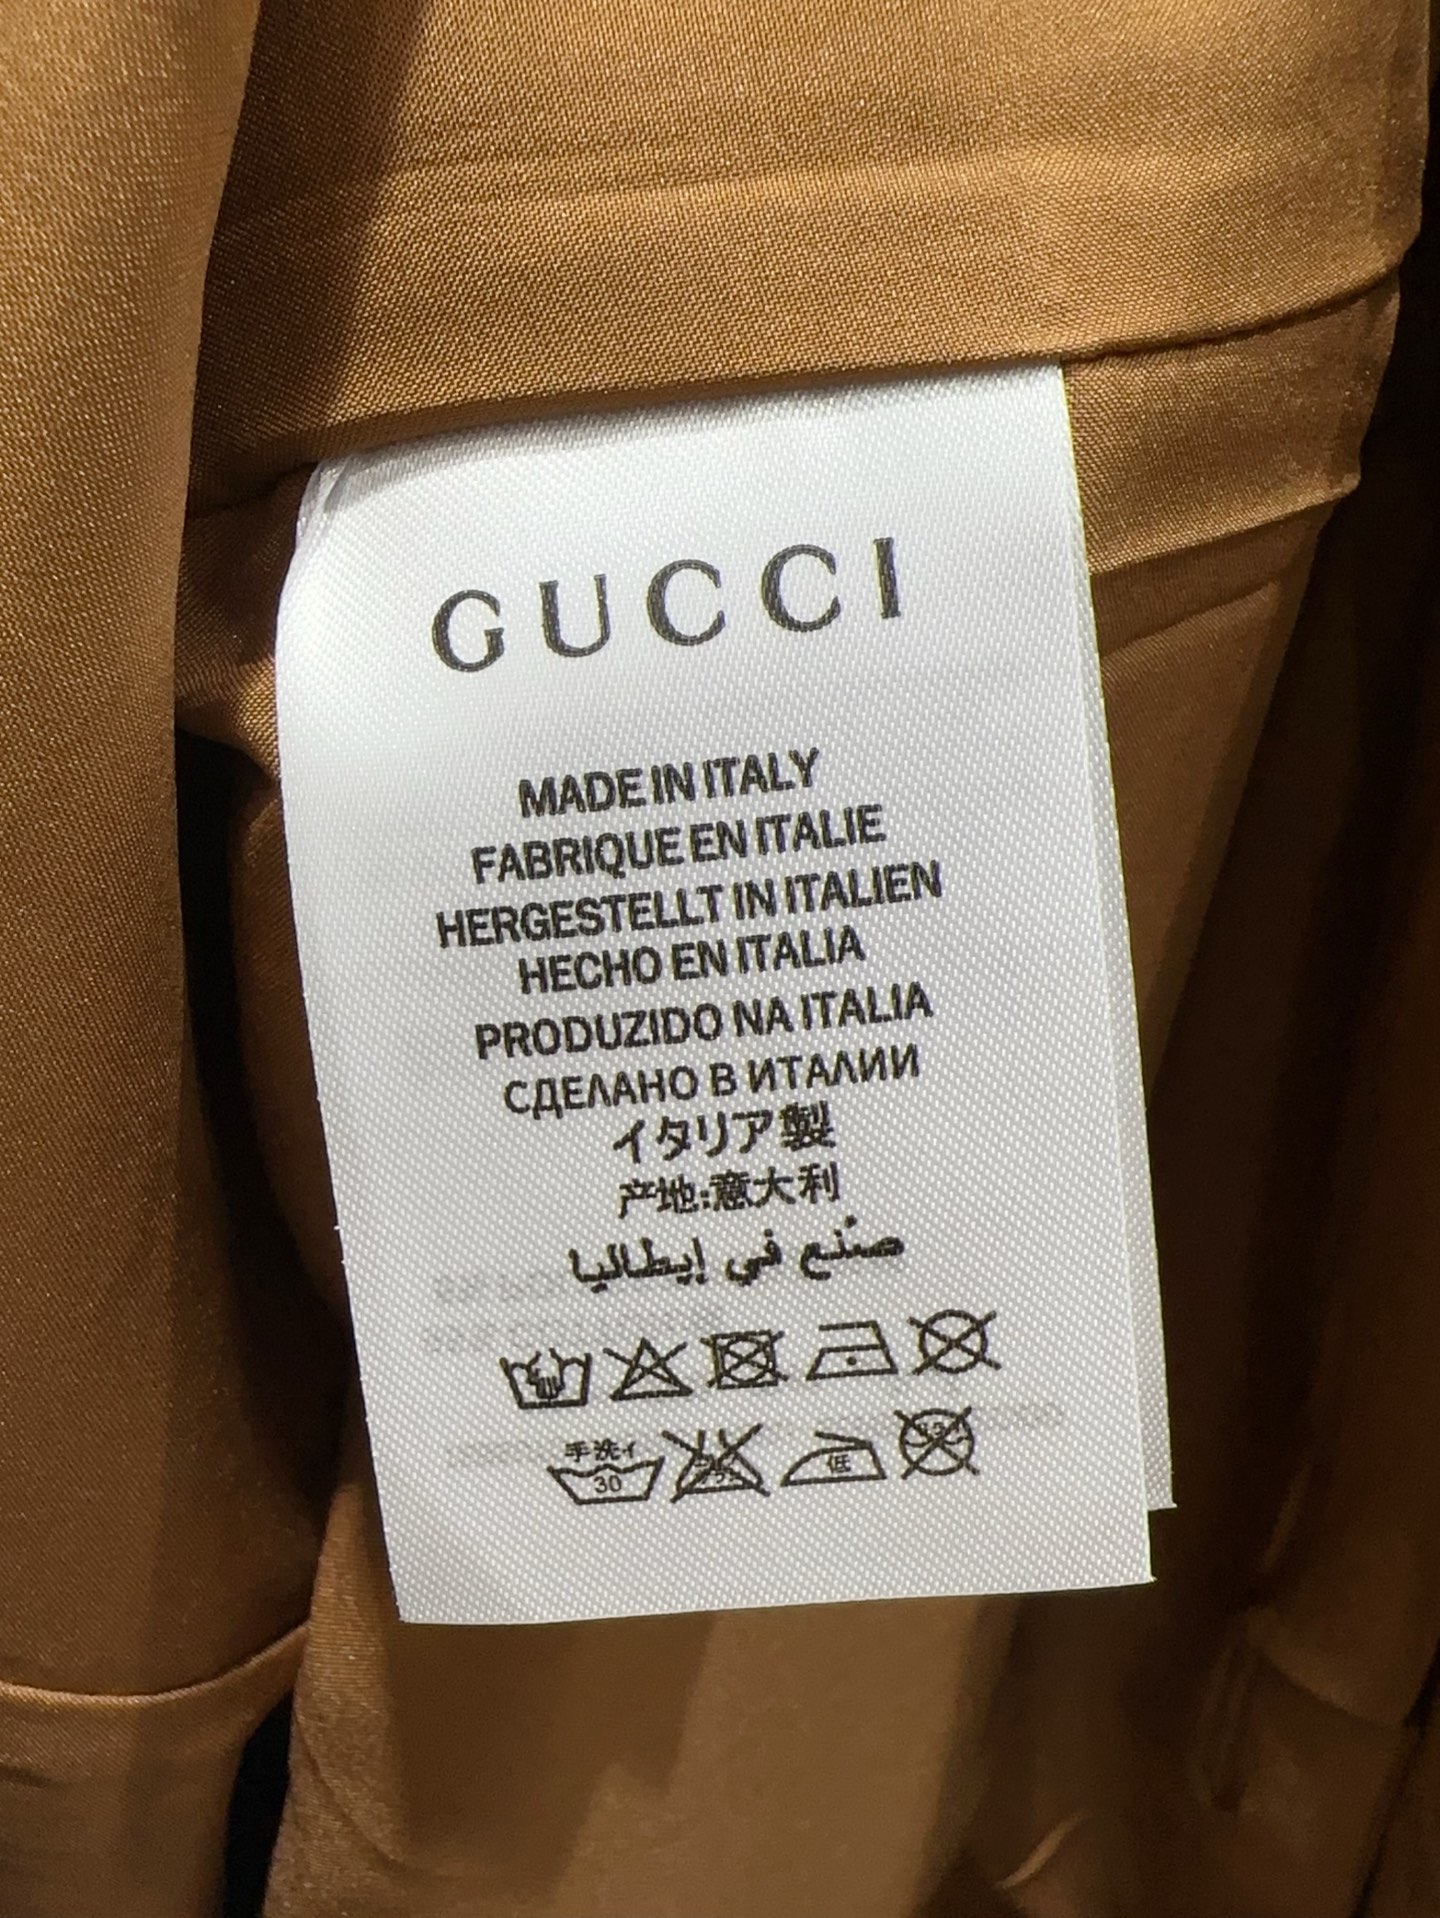 GUCCI
MADE IN ITALY
FABRIQUE EN ITALIE
HERGESTELLT IN ITALIEN
HECHO EN ITALIA
PRODUZIDO NA ITALIA
СДЕЛАНО В ИТАЛИИ
イタリア製
产地:意大利
صُنع في إيطاليا
手洗イ
30
低